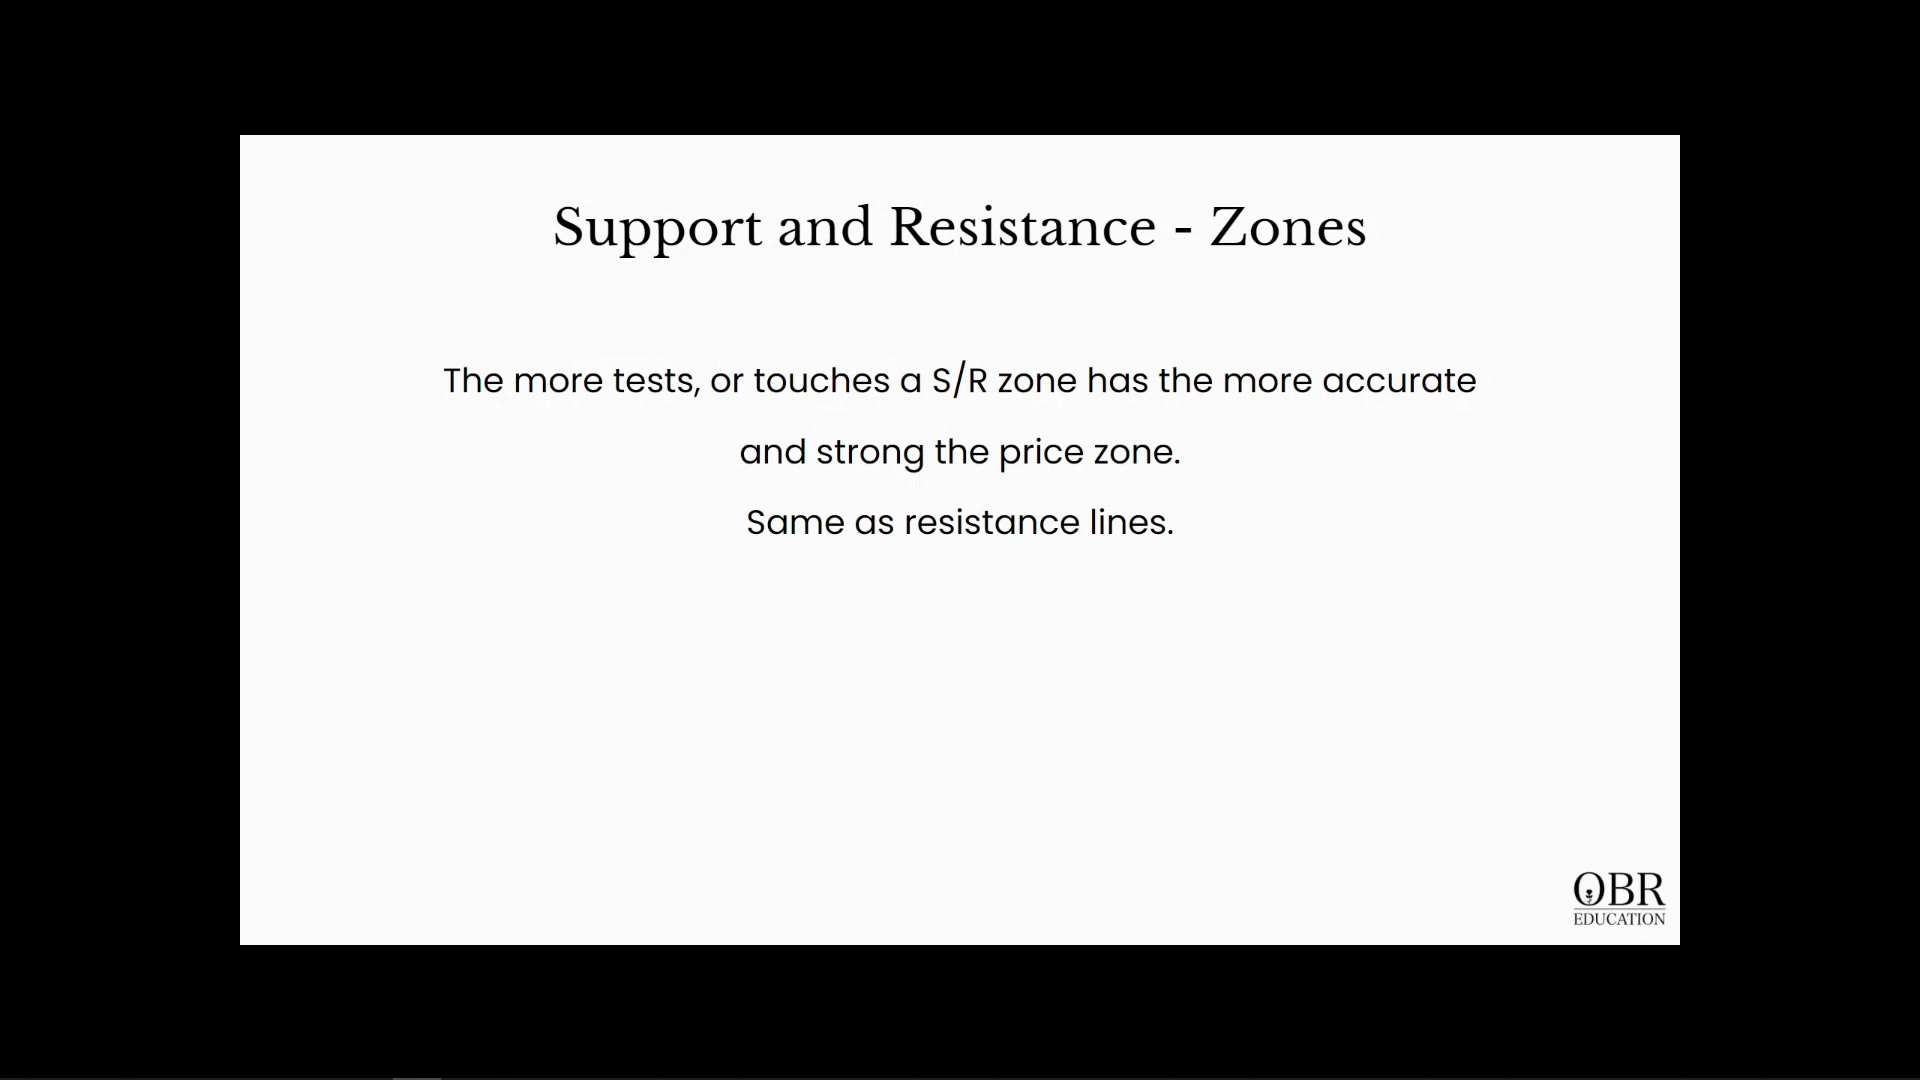 Support and Resistance - Zones
The more tests, or touches a S/R zone has the more accurate
and strong the price zone.
Same as resistance lines.
OBR
EDUCATION